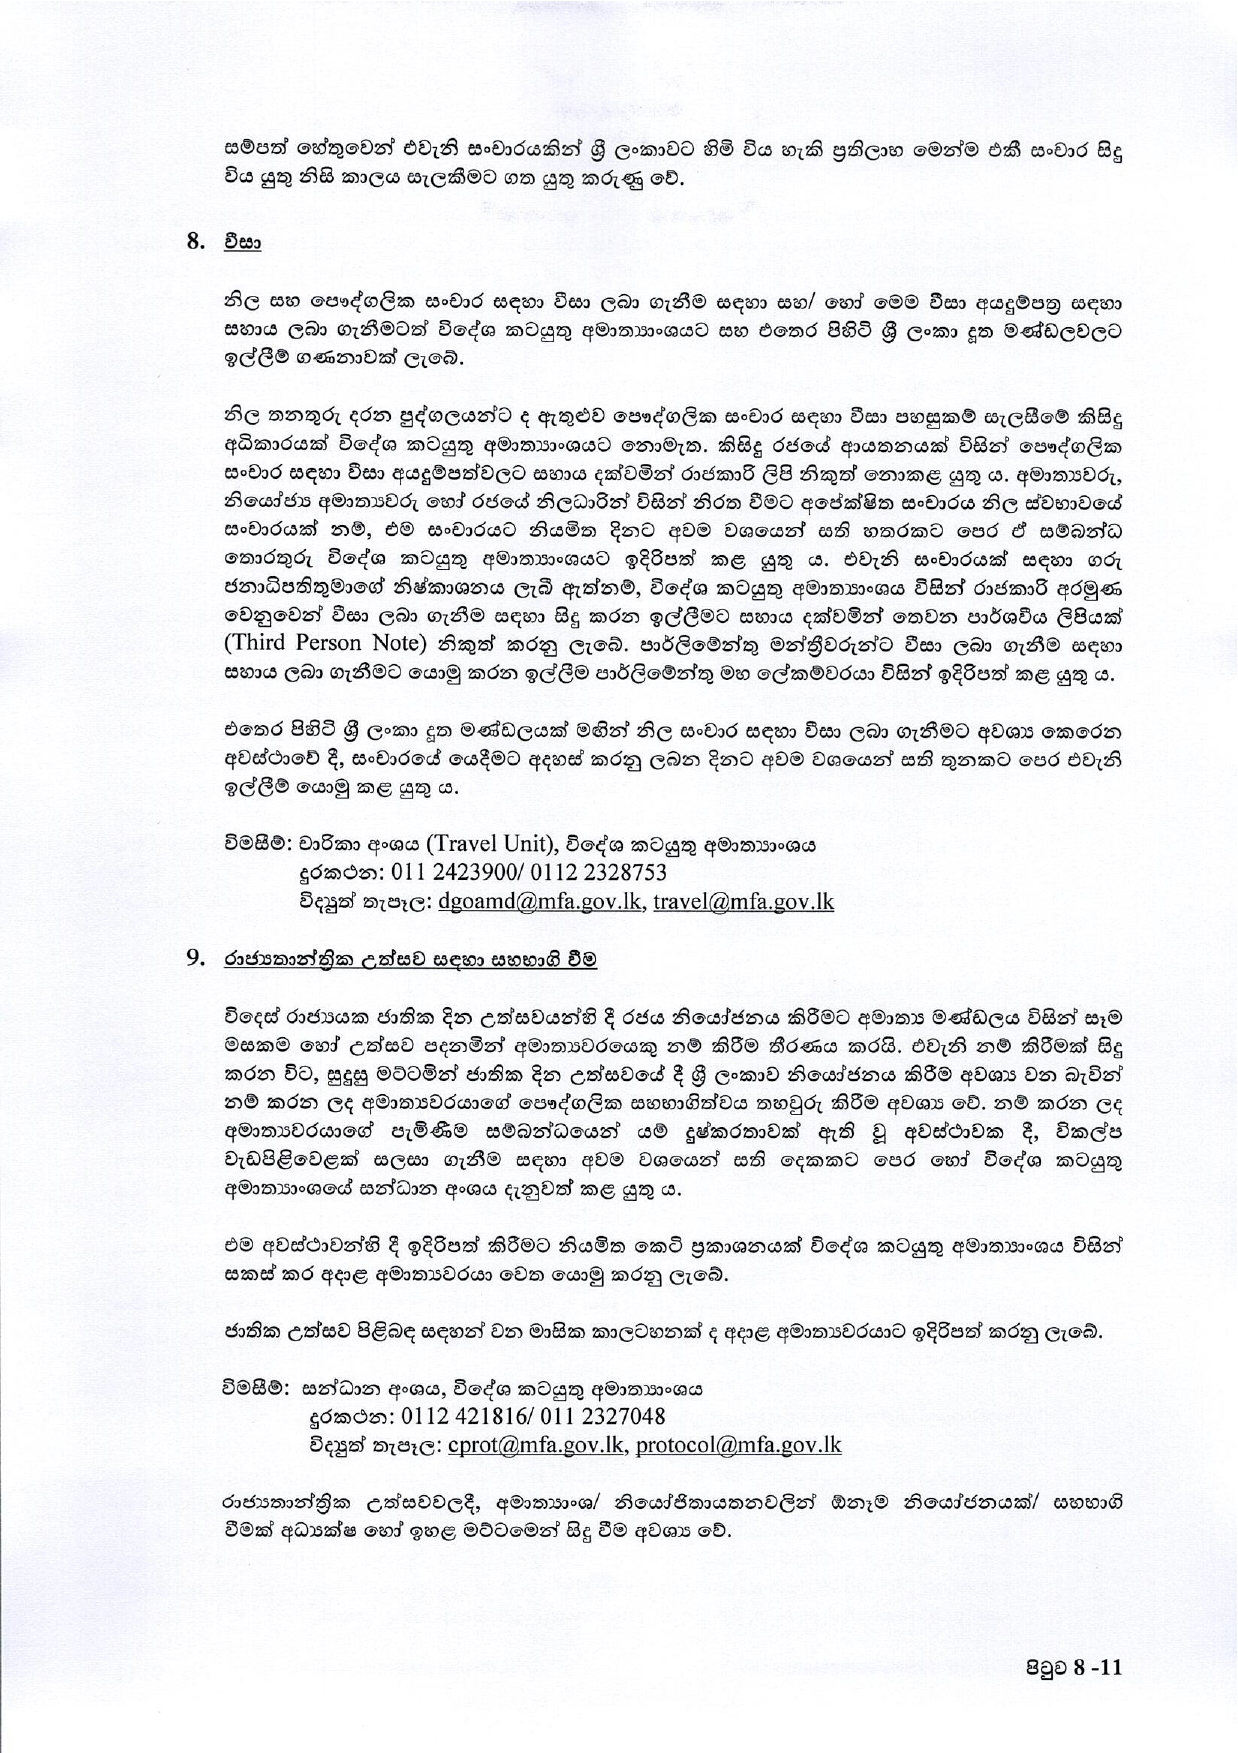 සම්පත් හේතුවෙන් එවැනි සංචාරයකින් ශ්‍රී ලංකාවට හිමි විය හැකි ප්‍රතිලාභ මෙන්ම එකී සංචාර සිදු
විය යුතු නිසි කාලය සැලකීමට ගත යුතු කරුණු වේ.
8. වීසා
නිල සහ පෞද්ගලික සංචාර සඳහා වීසා ලබා ගැනීම සඳහා සහ/ හෝ මෙම වීසා අයදුම්පත්‍ර සඳහා
සහාය ලබා ගැනීමටත් විදේශ කටයුතු අමාත්‍යාංශයට සහ එතෙර පිහිටි ශ්‍රී ලංකා දූත මණ්ඩලවලට
ඉල්ලීම් ගණනාවක් ලැබේ.
නිල තනතුරු දරන පුද්ගලයන්ට ද ඇතුළුව පෞද්ගලික සංචාර සඳහා වීසා පහසුකම් සැලසීමේ කිසිදු
අධිකාරයක් විදේශ කටයුතු අමාත්‍යාංශයට නොමැත. කිසිදු රජයේ ආයතනයක් විසින් පෞද්ගලික
සංචාර සඳහා වීසා අයදුම්පත්වලට සහාය දක්වමින් රාජකාරි ලිපි නිකුත් නොකළ යුතු ය. අමාත්‍යවරු,
නියෝජ්‍ය අමාත්‍යවරු හෝ රජයේ නිලධාරින් විසින් නිරත වීමට අපේක්ෂිත සංචාරය නිල ස්වභාවයේ
සංචාරයක් නම්, එම සංචාරයට නියමිත දිනට අවම වශයෙන් සති හතරකට පෙර ඒ සම්බන්ධ
තොරතුරු විදේශ කටයුතු අමාත්‍යාංශයට ඉදිරිපත් කළ යුතු ය. එවැනි සංචාරයක් සඳහා ගරු
ජනාධිපතිතුමාගේ නිෂ්කාශනය ලැබී ඇත්නම්, විදේශ කටයුතු අමාත්‍යාංශය විසින් රාජකාරි අරමුණ
වෙනුවෙන් වීසා ලබා ගැනීම සඳහා සිදු කරන ඉල්ලීමට සහාය දක්වමින් තෙවන පාර්ශවීය ලිපියක්
(Third Person Note) නිකුත් කරනු ලැබේ. පාර්ලිමේන්තු මන්ත්‍රීවරුන්ට වීසා ලබා ගැනීම සඳහා
සහාය ලබා ගැනීමට යොමු කරන ඉල්ලීම පාර්ලිමේන්තු මහ ලේකම්වරයා විසින් ඉදිරිපත් කළ යුතු ය.
එතෙර පිහිටි ශ්‍රී ලංකා දූත මණ්ඩලයක් මඟින් නිල සංචාර සඳහා වීසා ලබා ගැනීමට අවශ්‍ය කෙරෙන
අවස්ථාවේ දී, සංචාරයේ යෙදීමට අදහස් කරනු ලබන දිනට අවම වශයෙන් සති තුනකට පෙර එවැනි
ඉල්ලීම් යොමු කළ යුතු ය.
විමසීම්: චාරිකා අංශය (Travel Unit), විදේශ කටයුතු අමාත්‍යාංශය
දුරකථන: 011 2423900/ 0112 2328753
විද්‍යුත් තැපෑල: dgoamd@mfa.gov.lk, travel@mfa.gov.lk
9. රාජ්‍යතාන්ත්‍රික උත්සව සඳහා සහභාගි වීම
විදෙස් රාජ්‍යයක ජාතික දින උත්සවයන්හි දී රජය නියෝජනය කිරීමට අමාත්‍ය මණ්ඩලය විසින් සෑම
මසකම හෝ උත්සව පදනමින් අමාත්‍යවරයෙකු නම් කිරීම තීරණය කරයි. එවැනි නම් කිරීමක් සිදු
කරන විට, සුදුසු මට්ටමින් ජාතික දින උත්සවයේ දී ශ්‍රී ලංකාව නියෝජනය කිරීම අවශ්‍ය වන බැවින්
නම් කරන ලද අමාත්‍යවරයාගේ පෞද්ගලික සහභාගිත්වය තහවුරු කිරීම අවශ්‍ය වේ. නම් කරන ලද
අමාත්‍යවරයාගේ පැමිණීම සම්බන්ධයෙන් යම් දුෂ්කරතාවක් ඇති වූ අවස්ථාවක දී, විකල්ප
වැඩපිළිවෙළක් සලසා ගැනීම සඳහා අවම වශයෙන් සති දෙකකට පෙර හෝ විදේශ කටයුතු
අමාත්‍යාංශයේ සන්ධාන අංශය දැනුවත් කළ යුතු ය.
එම අවස්ථාවන්හි දී ඉදිරිපත් කිරීමට නියමිත කෙටි ප්‍රකාශනයක් විදේශ කටයුතු අමාත්‍යාංශය විසින්
සකස් කර අදාළ අමාත්‍යවරයා වෙත යොමු කරනු ලැබේ.
ජාතික උත්සව පිළිබඳ සඳහන් වන මාසික කාලටහනක් ද අදාළ අමාත්‍යවරයාට ඉදිරිපත් කරනු ලැබේ.
විමසීම්: සන්ධාන අංශය, විදේශ කටයුතු අමාත්‍යාංශය
දුරකථන: 0112 421816/ 011 2327048
විද්‍යුත් තැපෑල: cprot@mfa.gov.lk, protocol@mfa.gov.lk
රාජ්‍යතාන්ත්‍රික උත්සවවලදී, අමාත්‍යාංශ/ නියෝජිතායතනවලින් ඕනෑම නියෝජනයක්/ සහභාගි
වීමක් අධ්‍යක්ෂ හෝ ඉහළ මට්ටමෙන් සිදු වීම අවශ්‍ය වේ.
පිටුව 8 -11